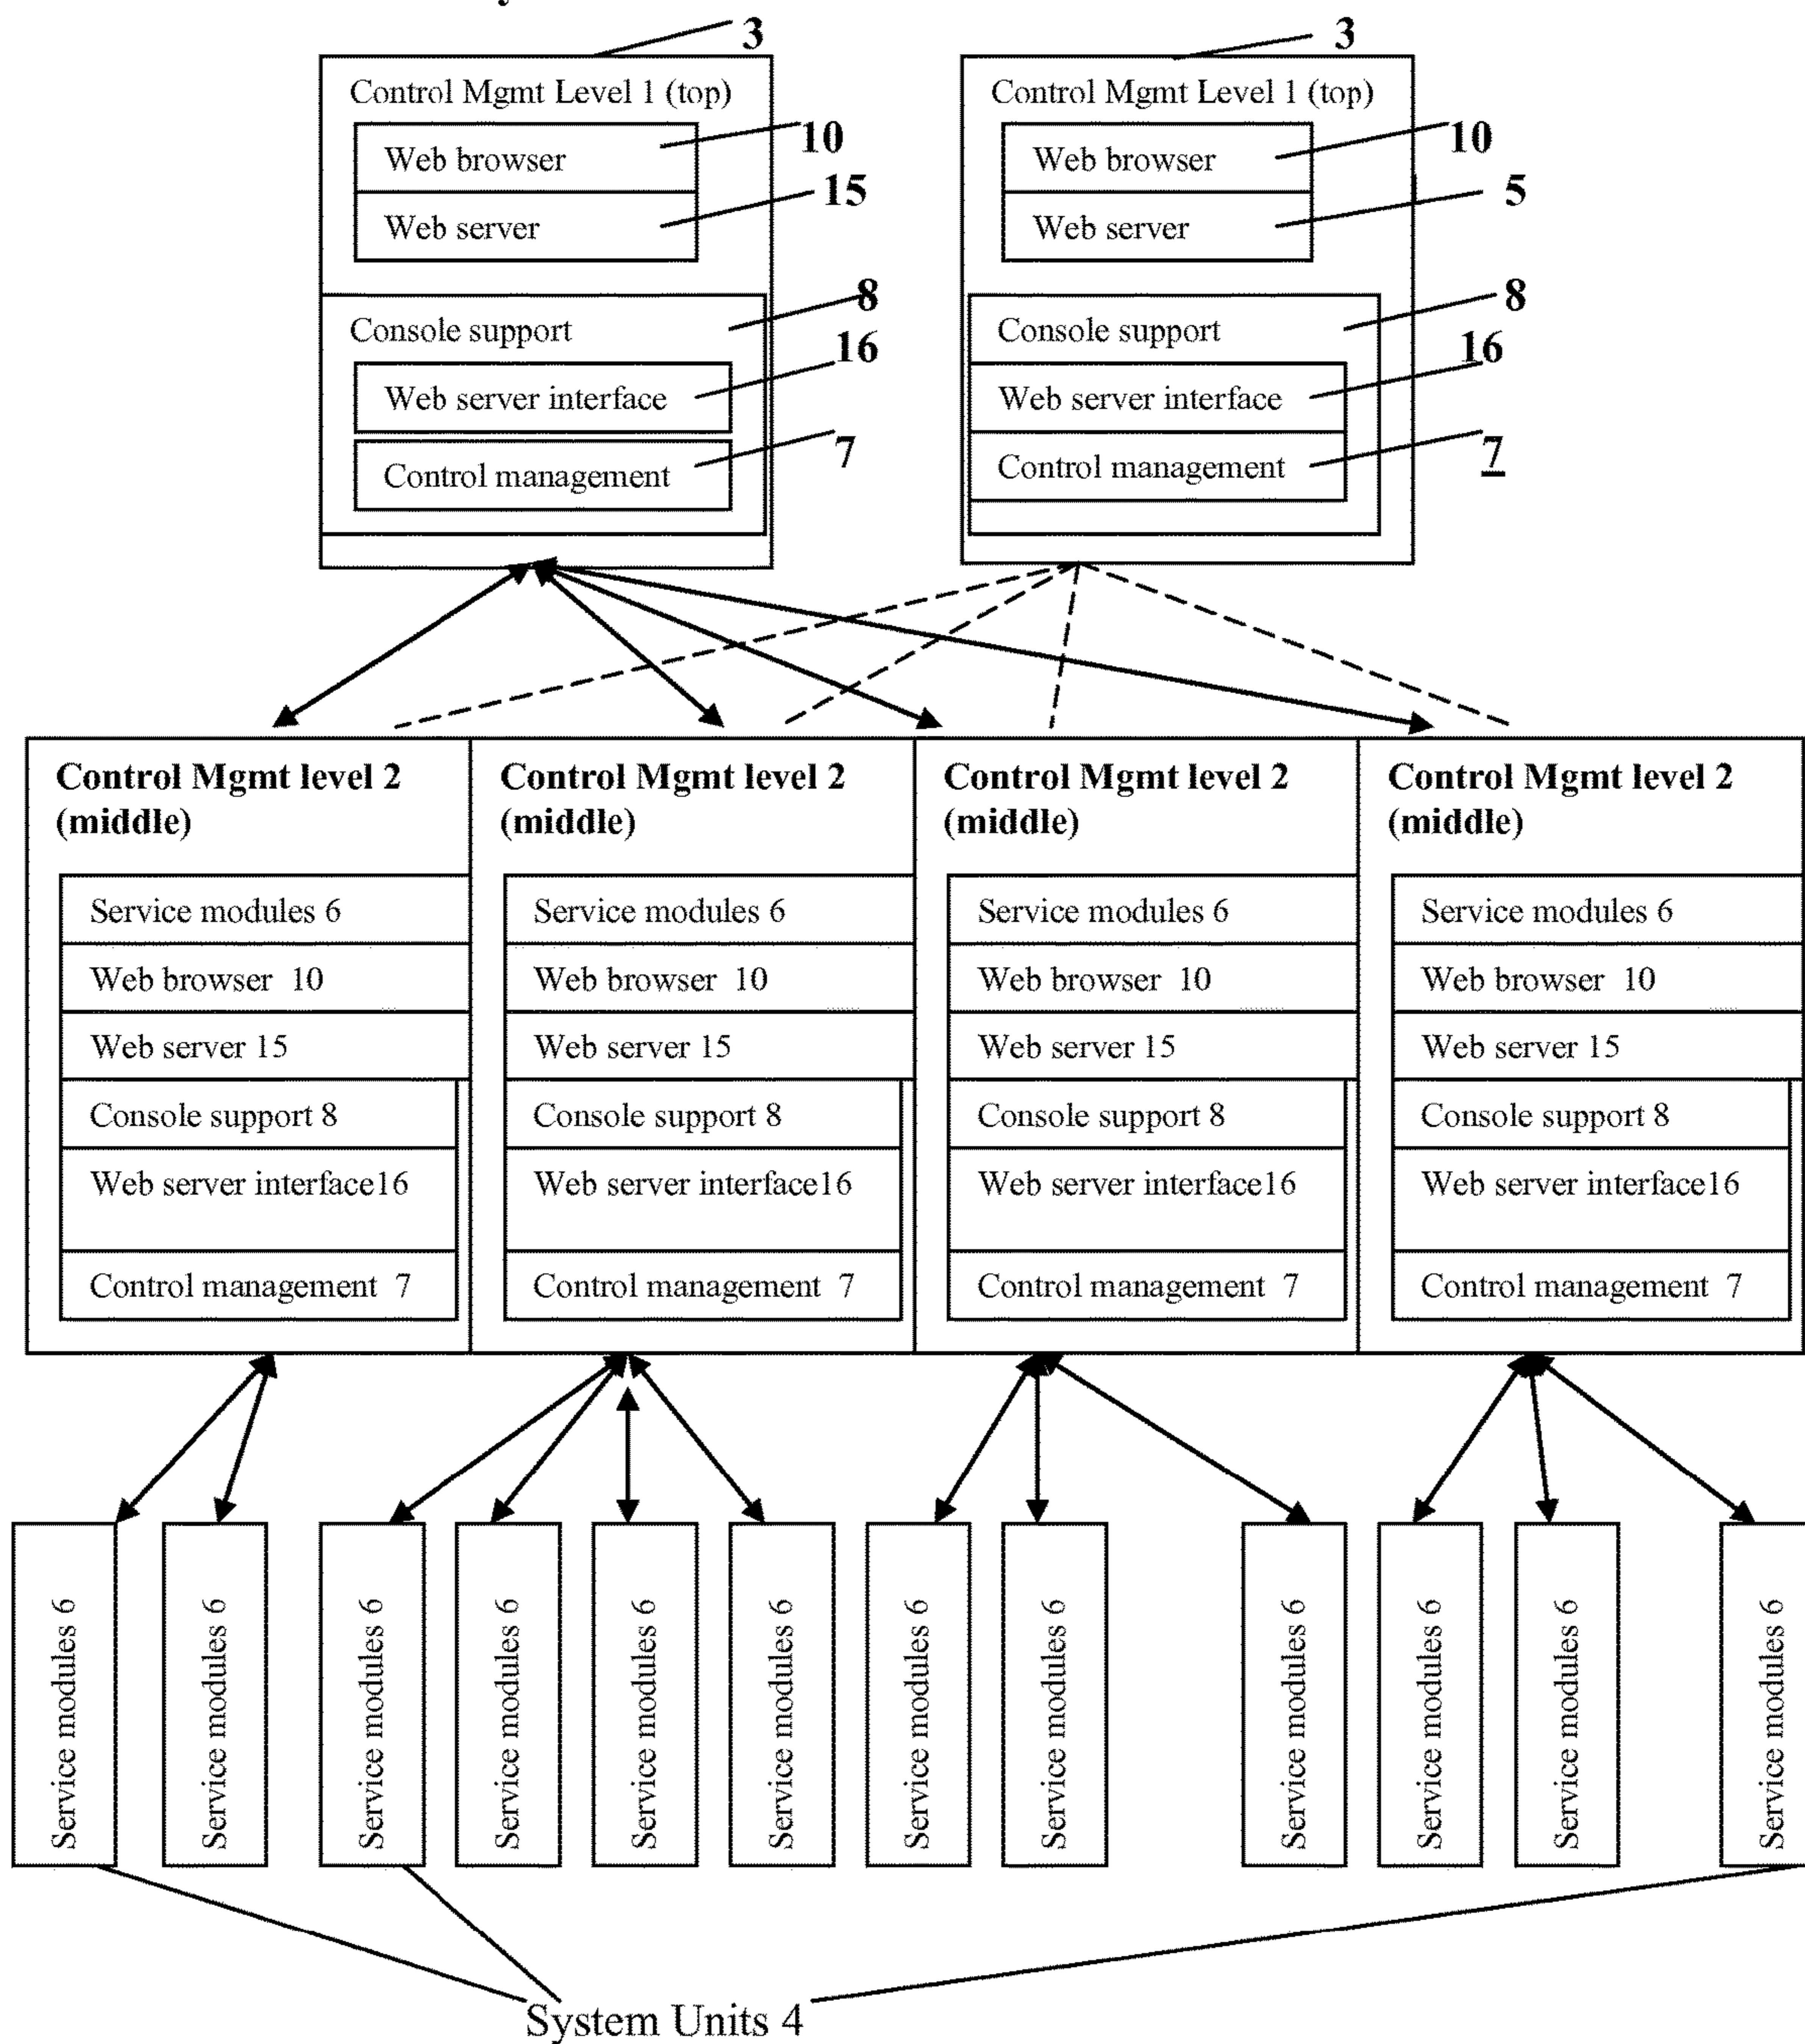 3
3
Control Mgmt Level 1 (top)
Control Mgmt Level 1 (top)
10
10
Web browser
Web browser
15
5
Web server
Web server
8
8
Console support
Console support
16
16
Web server interface
Web server interface
7
7
Control management
Control management
Control Mgmt level 2
(middle)
Service modules 6
Web browser 10
Web server 15
Console support 8
Web server interface16
Control management 7
Control Mgmt level 2
(middle)
Service modules 6
Web browser 10
Web server 15
Console support 8
Web server interface16
Control management 7
Control Mgmt level 2
(middle)
Service modules 6
Web browser 10
Web server 15
Console support 8
Web server interface16
Control management 7
Control Mgmt level 2
(middle)
Service modules 6
Web browser 10
Web server 15
Console support 8
Web server interface16
Control management 7
Service modules 6
Service modules 6
Service modules 6
Service modules 6
Service modules 6
Service modules 6
Service modules 6
Service modules 6
Service modules 6
Service modules 6
Service modules 6
Service modules 6
System Units 4